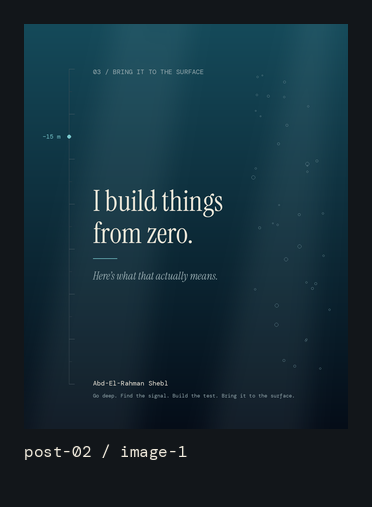 03 / BRING IT TO THE SURFACE
-15 m
I build things
from zero.
Here's what that actually means.
Abd-El-Rahman Shebl
Go deep. Find the signal. Build the test. Bring it to the surface.
post-02 / image-1